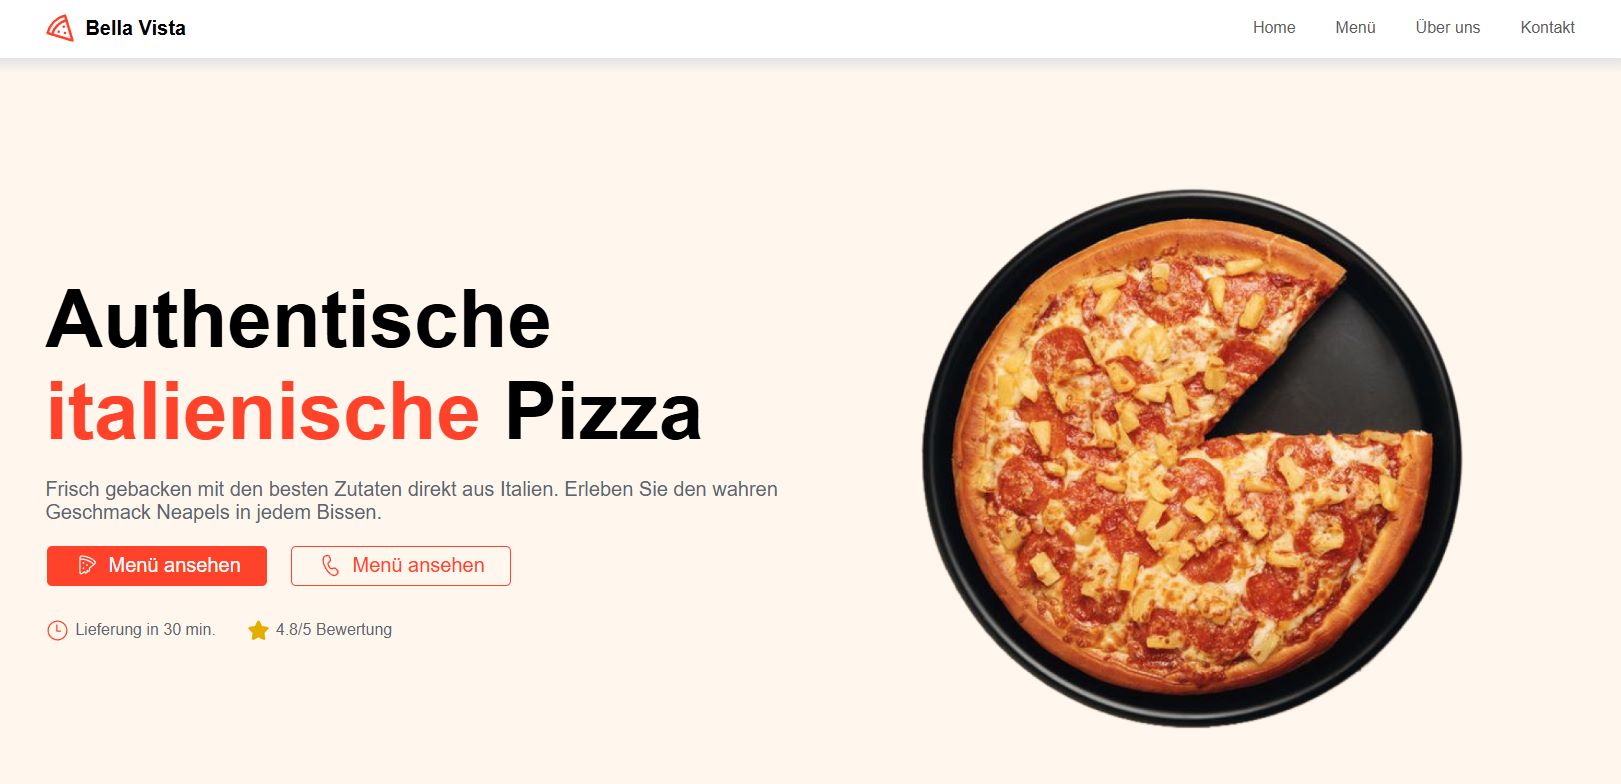 Bella Vista
Home
Menü
Über uns
Kontakt
Authentische
italienische Pizza
Frisch gebacken mit den besten Zutaten direkt aus Italien. Erleben Sie den wahren
Geschmack Neapels in jedem Bissen.
Menü ansehen
Menü ansehen
Lieferung in 30 min.
4.8/5 Bewertung